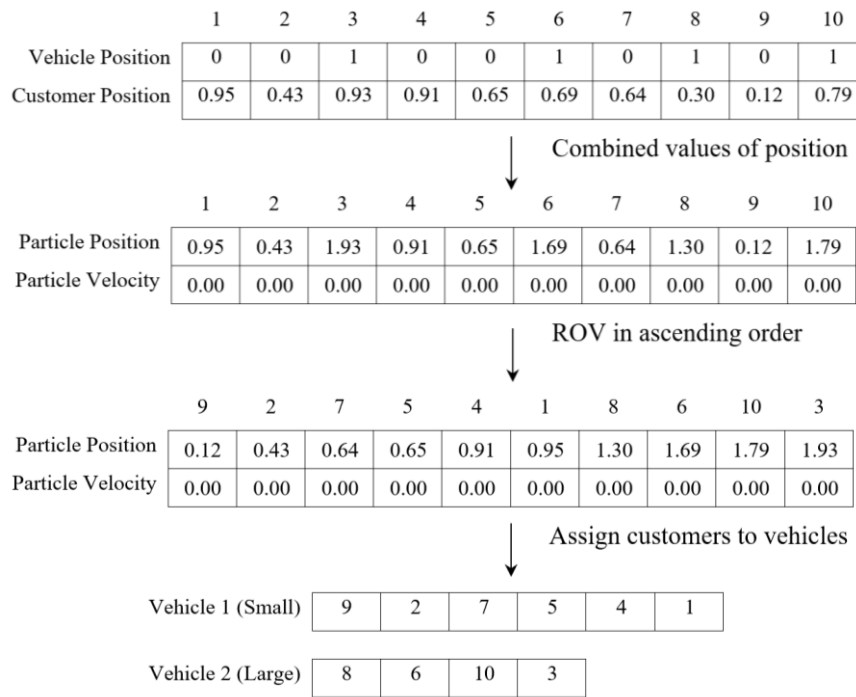 1 2 3 4 5 6 7 8 9 10
Vehicle Position 0 0 1 0 0 1 0 1 0 1
Customer Position 0.95 0.43 0.93 0.91 0.65 0.69 0.64 0.30 0.12 0.79
Combined values of position
1 2 3 4 5 6 7 8 9 10
Particle Position 0.95 0.43 1.93 0.91 0.65 1.69 0.64 1.30 0.12 1.79
Particle Velocity 0.00 0.00 0.00 0.00 0.00 0.00 0.00 0.00 0.00 0.00
ROV in ascending order
9 2 7 5 4 1 8 6 10 3
Particle Position 0.12 0.43 0.64 0.65 0.91 0.95 1.30 1.69 1.79 1.93
Particle Velocity 0.00 0.00 0.00 0.00 0.00 0.00 0.00 0.00 0.00 0.00
Assign customers to vehicles
Vehicle 1 (Small) 9 2 7 5 4 1
Vehicle 2 (Large) 8 6 10 3